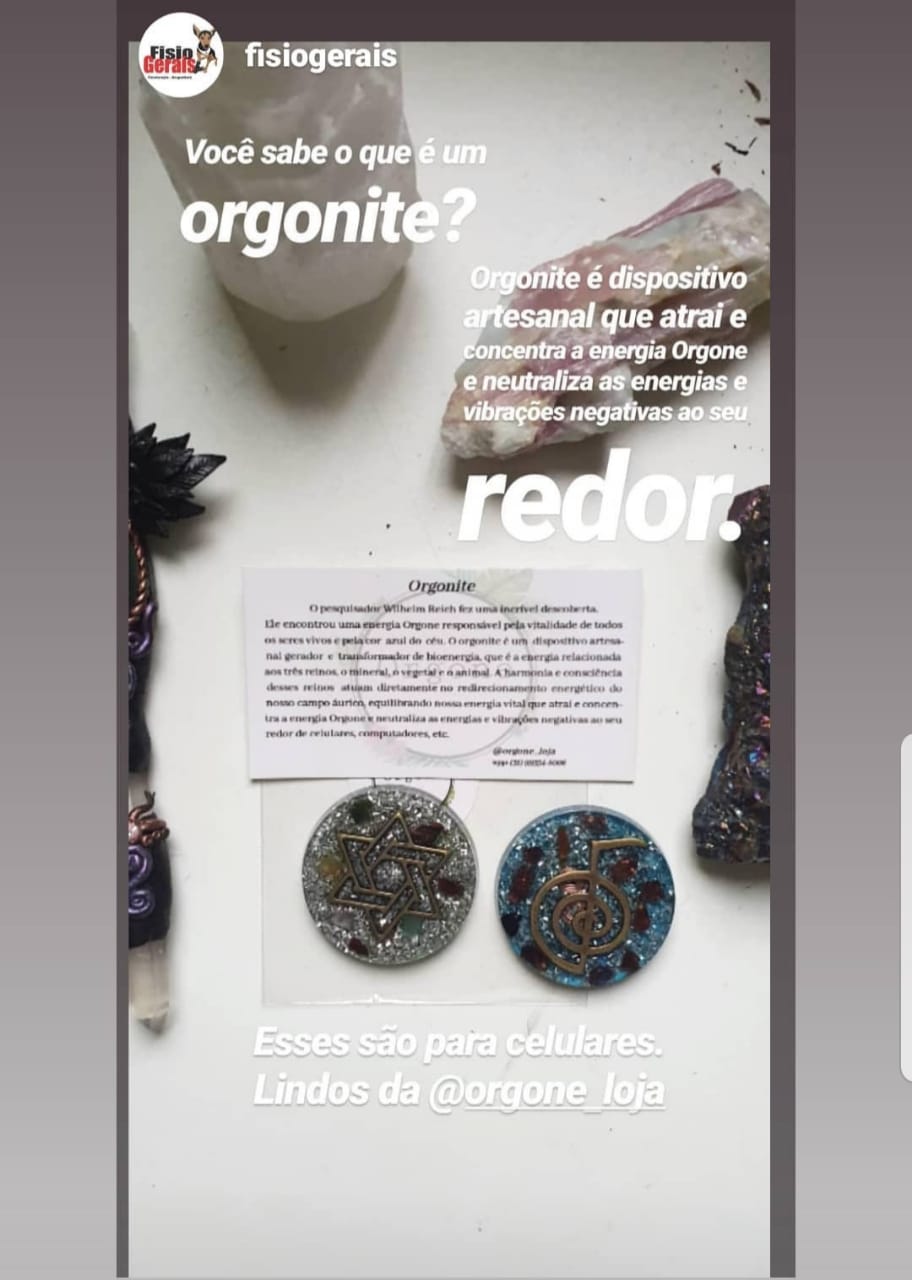 Fisio
Gerais
fisiogerais
Você sabe o que é um
orgonite?
Orgonite é dispositivo
artesanal que atrai e
concentra a energia Orgone
e neutraliza as energias e
vibrações negativas ao seu
redor.
Orgonite
O pesquisador Wilhelm Reich fez uma incrível descoberta.
Ele encontrou uma energia Orgone responsável pela vitalidade de todos
os seres vivos e pela cor azul do céu. O orgonite é um dispositivo artesa-
nal gerador e transformador de bioenergia, que é a energia relacionada
aos três reinos, o mineral, o vegetal e o animal. A harmonia e consciência
desses reinos atuam diretamente no redirecionamento energético do
nosso campo áurico, equilibrando nossa energia vital que atrai e concen-
tra a energia Orgone e neutraliza as energias e vibrações negativas ao seu
redor de celulares, computadores, etc.
@orgone_loja
Esses são para celulares.
Lindos da @orgone_loja